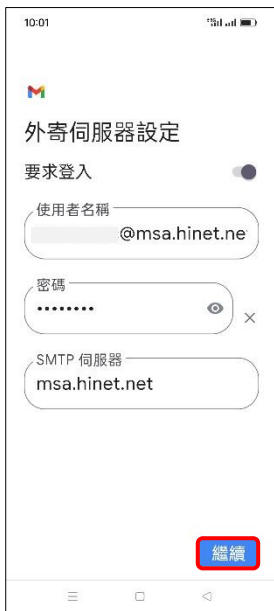 10:01
外寄伺服器設定
要求登入
使用者名稱
@msa.hinet.ne
密碼
••••••••
SMTP 伺服器
msa.hinet.net
繼續